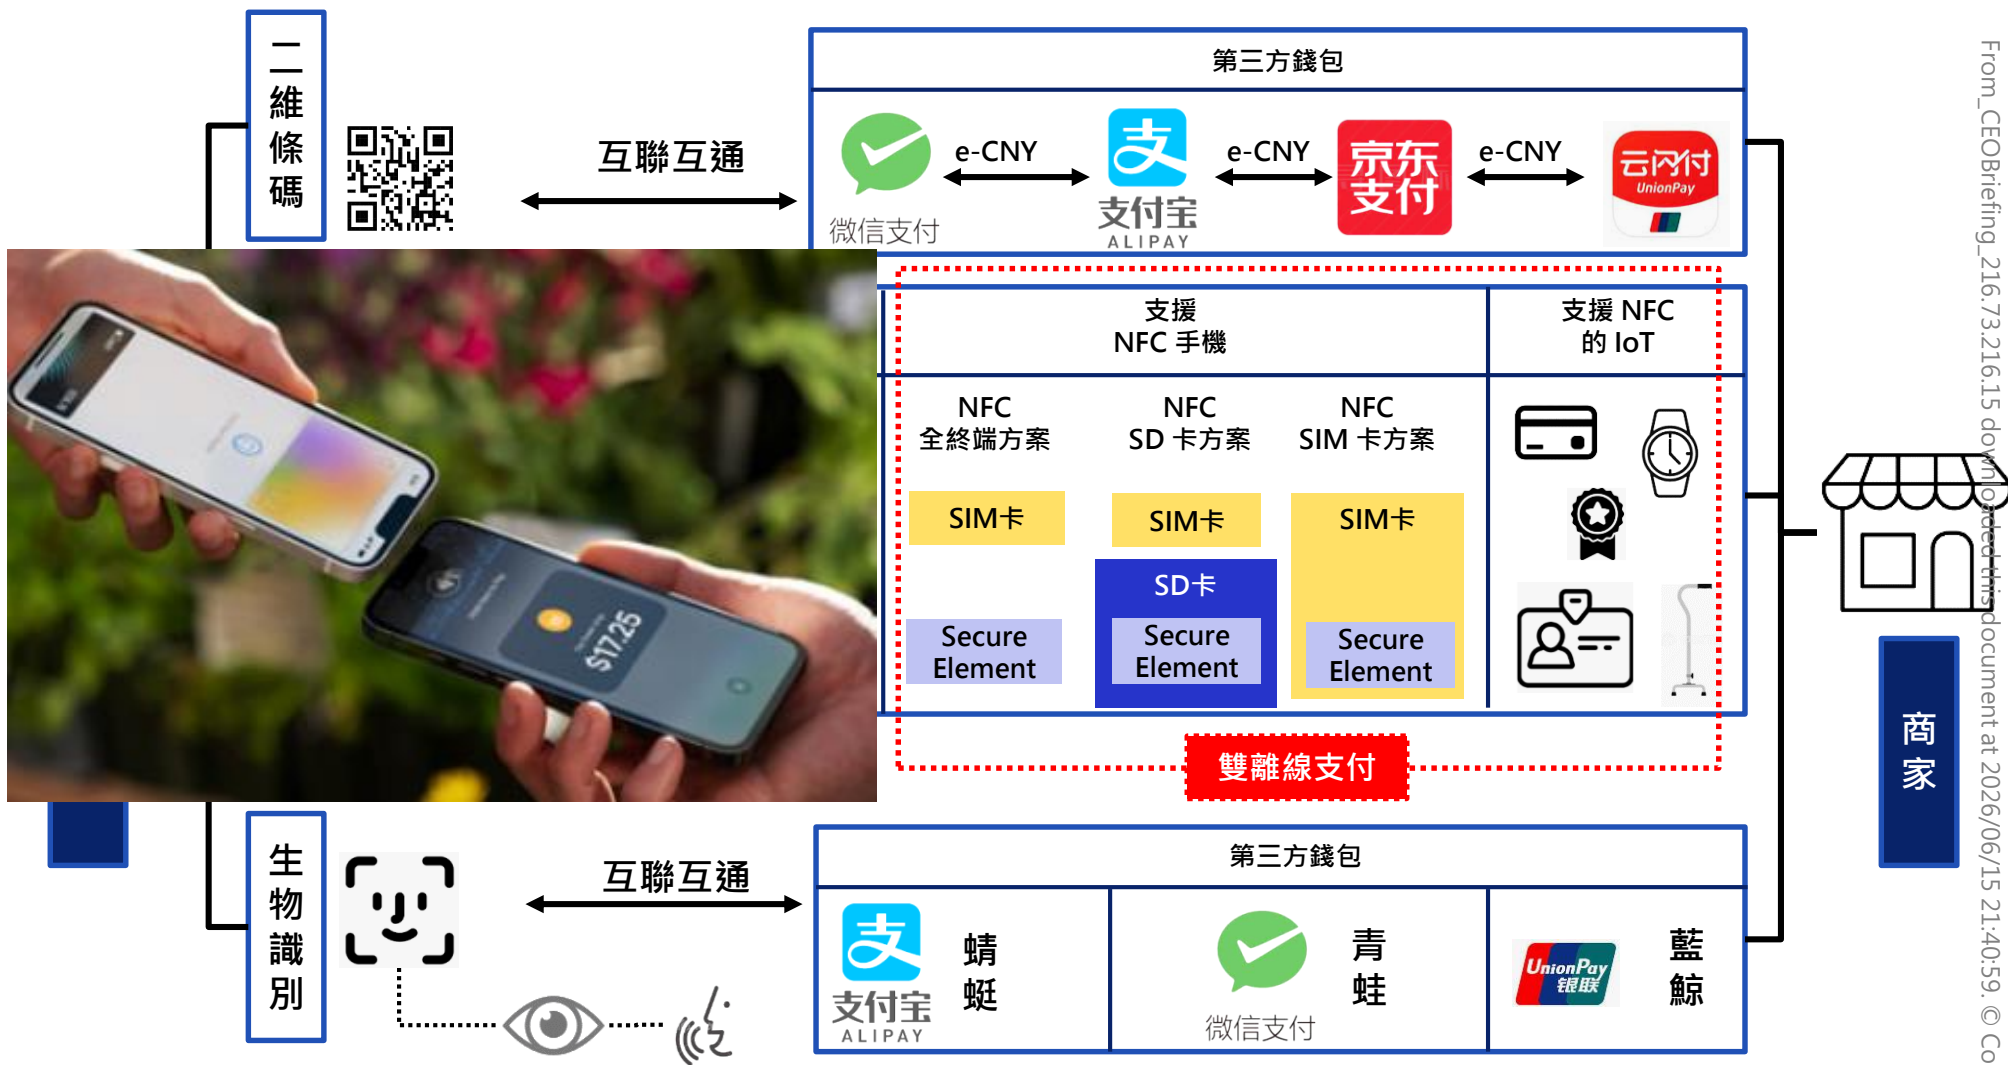 二維條碼
互聯互通
第三方錢包
e-CNY
e-CNY
e-CNY
微信支付
支
支付宝
ALIPAY
京东
支付
云闪付
UnionPay
支援
NFC 手機
支援 NFC
的 IoT
NFC
全終端方案
NFC
SD 卡方案
NFC
SIM 卡方案
SIM卡
SIM卡
SIM卡
SD卡
Secure
Element
Secure
Element
Secure
Element
$17.25
雙離線支付
商家
生物識別
互聯互通
第三方錢包
支
支付宝
ALIPAY
蜻蜓
微信支付
青蛙
UnionPay
银联
藍鯨
From_CEOBriefing_216.73.216.15 downloaded this document at 2026/06/15 21:40:59. © Co